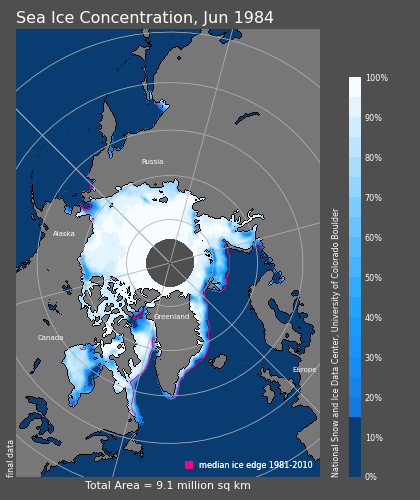 Sea Ice Concentration, Jun 1984
Russia
Alaska
Canada
Greenland
Europe
100%
90%
80%
70%
60%
50%
40%
30%
20%
10%
0%
National Snow and Ice Data Center, University of Colorado Boulder
final data
median ice edge 1981-2010
Total Area = 9.1 million sq km